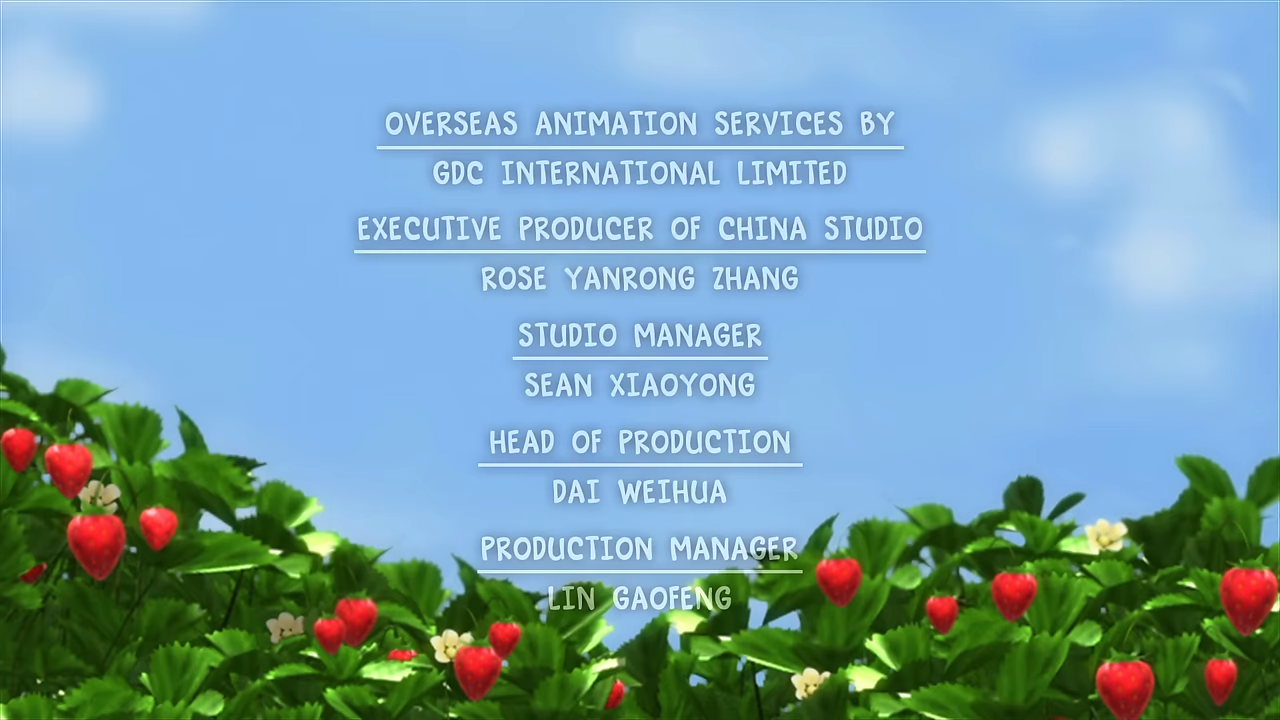 OVERSEAS ANIMATION SERVICES BY
GDC INTERNATIONAL LIMITED
EXECUTIVE PRODUCER OF CHINA STUDIO
ROSE YANRONG ZHANG
STUDIO MANAGER
SEAN XIAOYONG
HEAD OF PRODUCTION
DAI WEIHUA
PRODUCTION MANAGER
LIN GAOFENG